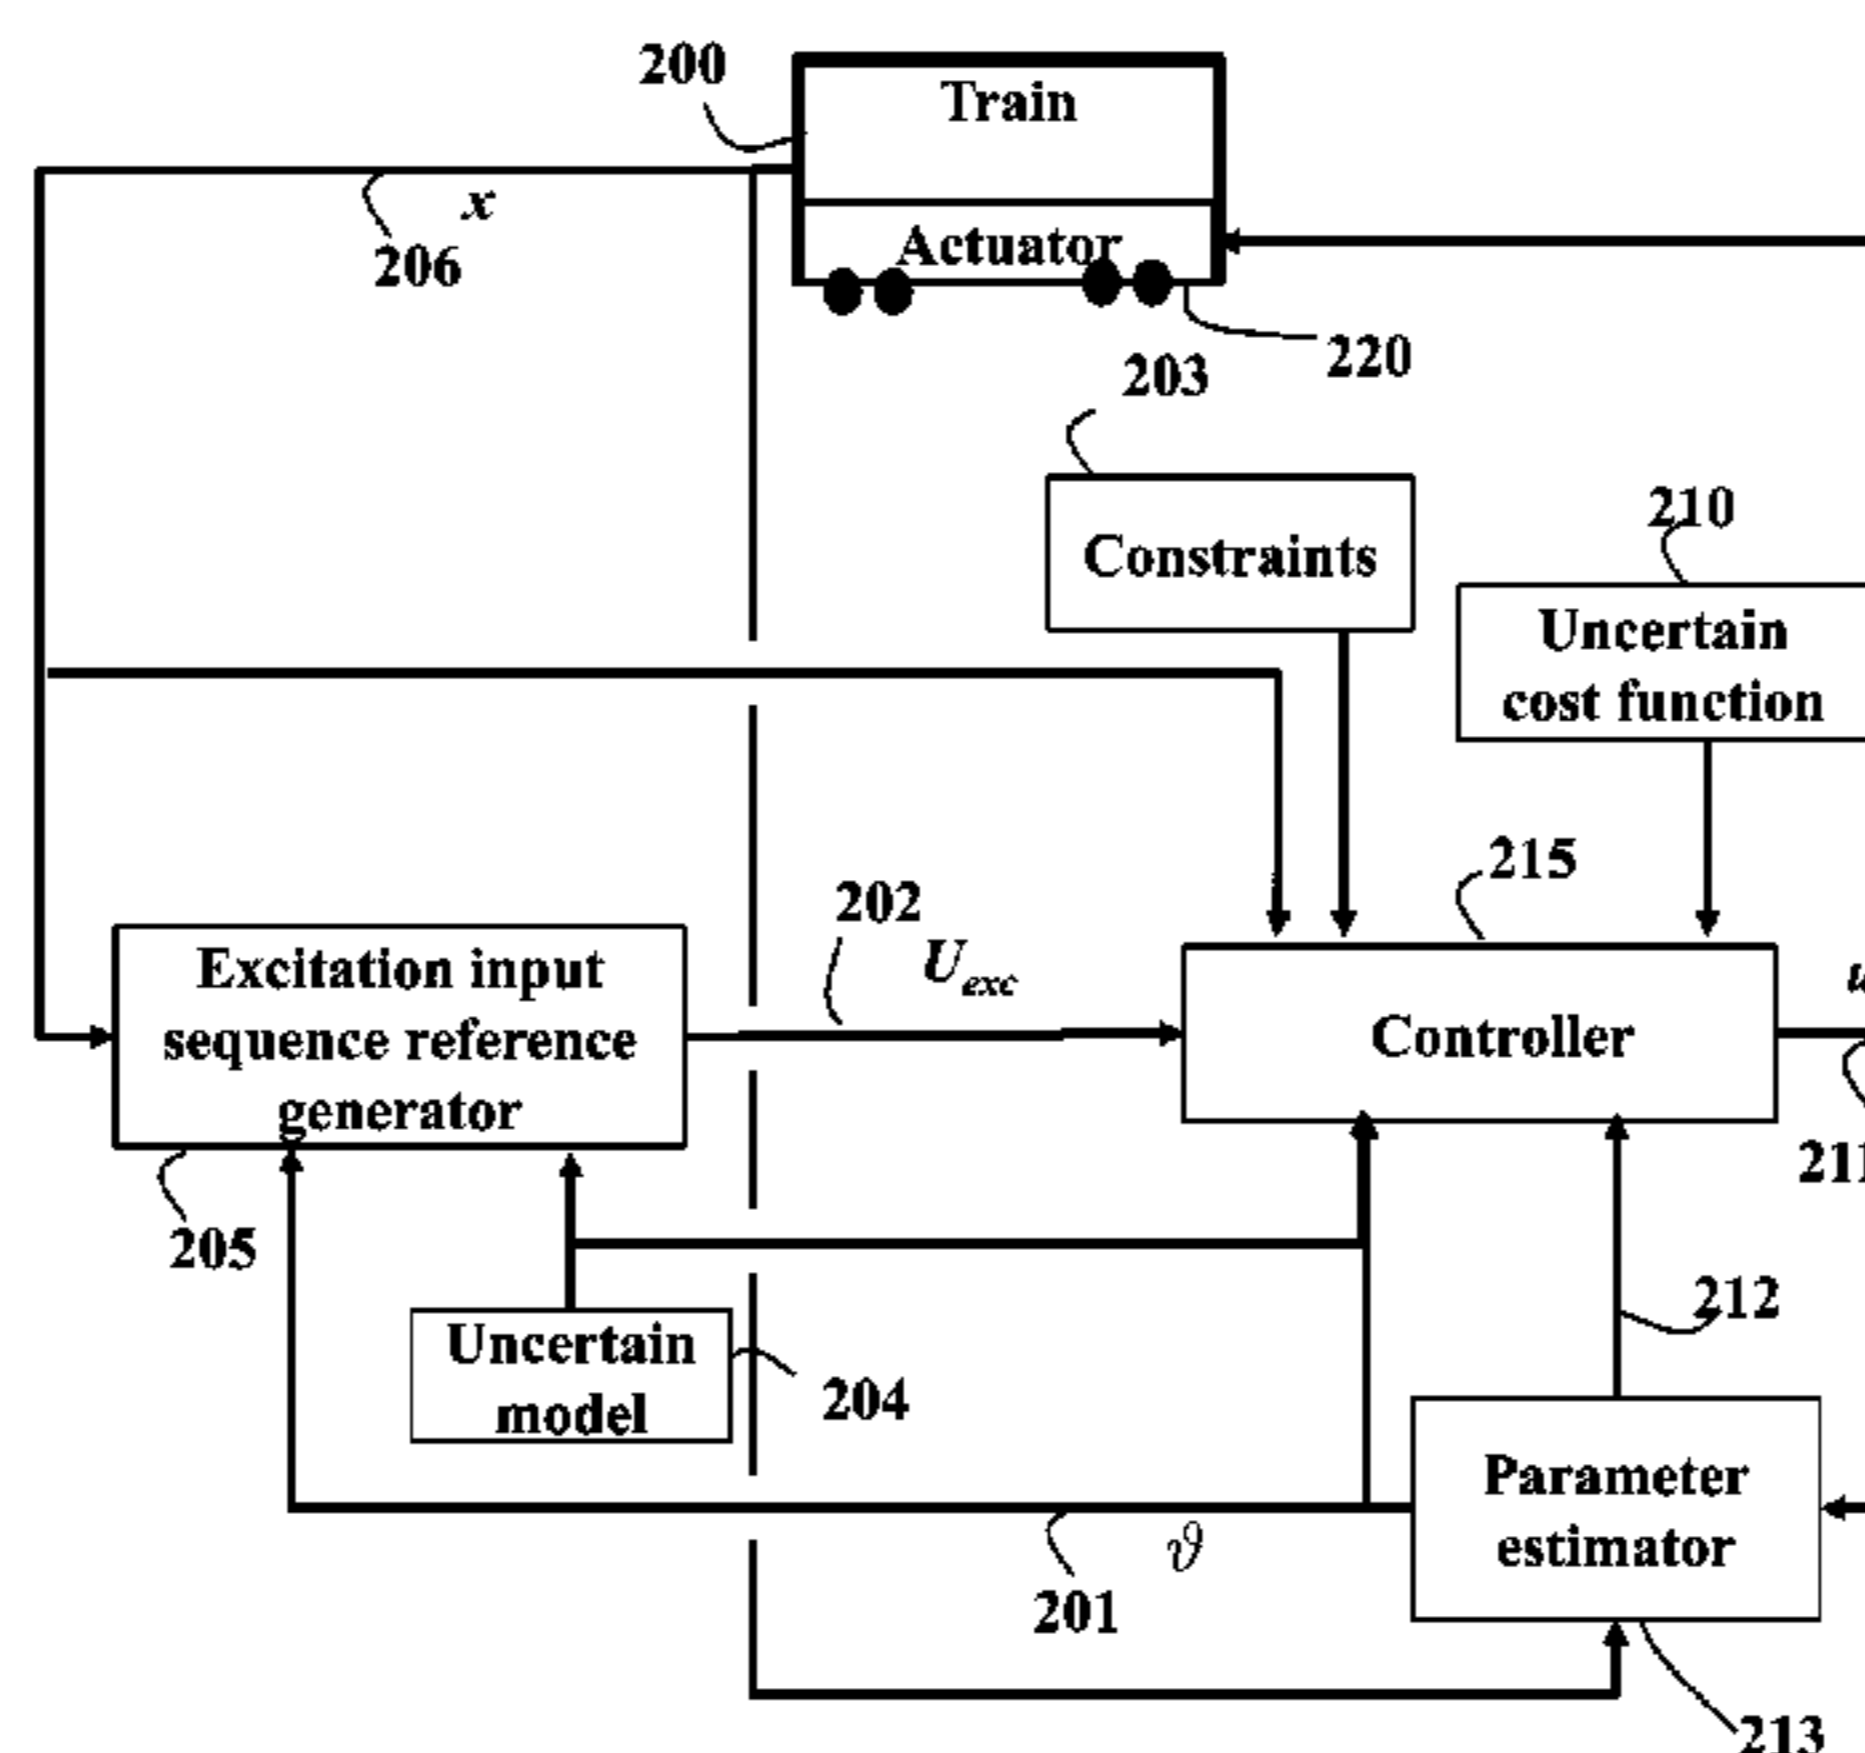 200
Train
x
206
Actuator
220
203
Constraints
210
Uncertain
cost function
215
202
U_exc
Excitation input
sequence reference
generator
Controller
u
205
212
Uncertain
model
204
Parameter
estimator
ϑ
201
213